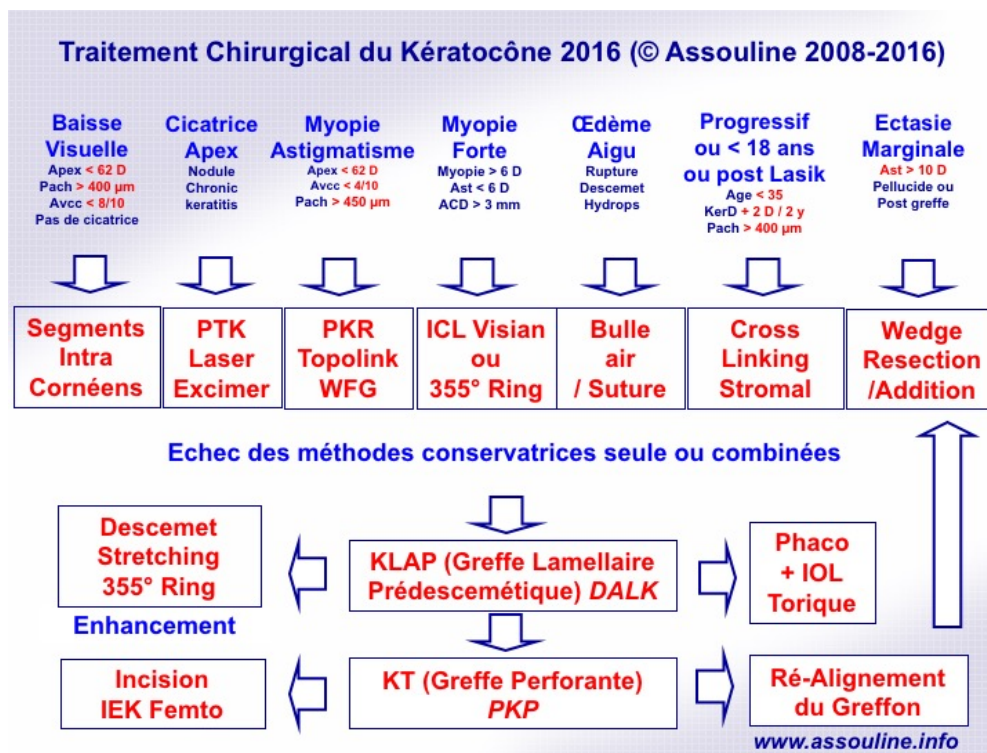 Traitement Chirurgical du Kératocône 2016 (© Assouline 2008-2016)
Baisse
Visuelle
Apex < 62 D
Pach > 400 µm
Avcc < 8/10
Pas de cicatrice
Cicatrice
Apex
Nodule
Chronic
keratitis
Myopie
Astigmatisme
Apex < 62 D
Avcc < 4/10
Pach > 450 µm
Myopie
Forte
Myopie > 6 D
Ast < 6 D
ACD > 3 mm
Œdème
Aigu
Rupture
Descemet
Hydrops
Progressif
ou < 18 ans
ou post Lasik
Age < 35
KerD + 2 D / 2 y
Pach > 400 µm
Ectasie
Marginale
Ast > 10 D
Pellucide ou
Post greffe
Segments
Intra
Cornéens
PTK
Laser
Excimer
PKR
Topolink
WFG
ICL Visian
ou
355° Ring
Bulle
air
/ Suture
Cross
Linking
Stromal
Wedge
Resection
/Addition
Echec des méthodes conservatrices seule ou combinées
Descemet
Stretching
355° Ring
KLAP (Greffe Lamellaire
Prédescemétique) DALK
Phaco
+ IOL
Torique
Enhancement
Incision
IEK Femto
KT (Greffe Perforante)
PKP
Ré-Alignement
du Greffon
www.assouline.info